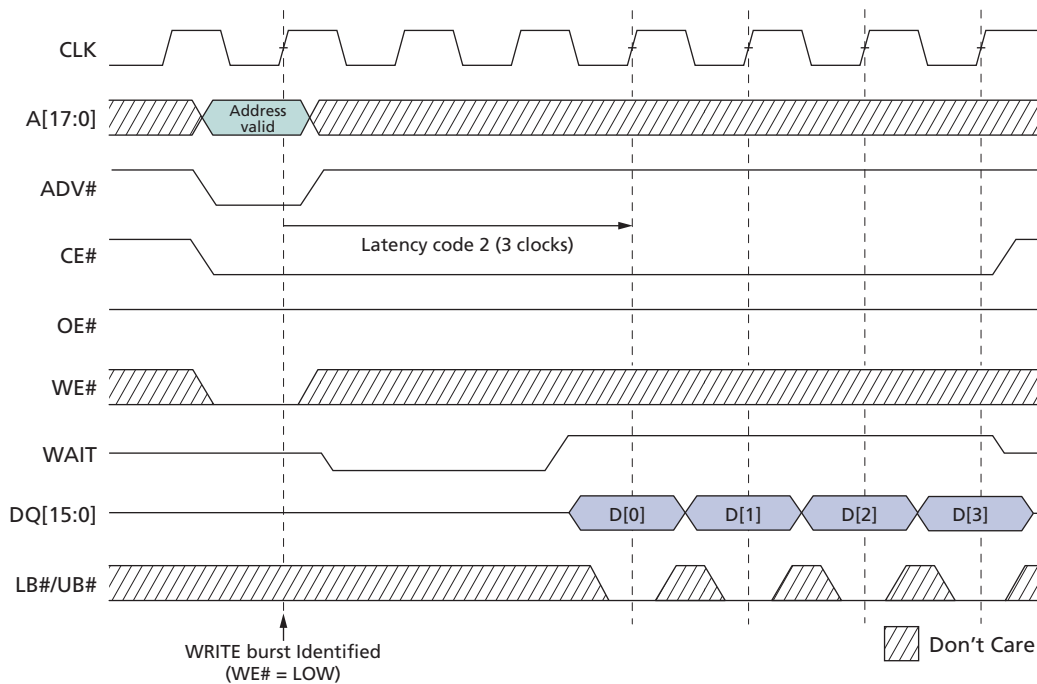 CLK
A[17:0]
Address
valid
ADV#
Latency code 2 (3 clocks)
CE#
OE#
WE#
WAIT
DQ[15:0]
D[0] D[1] D[2] D[3]
LB#/UB#
WRITE burst Identified
(WE# = LOW)
Don't Care